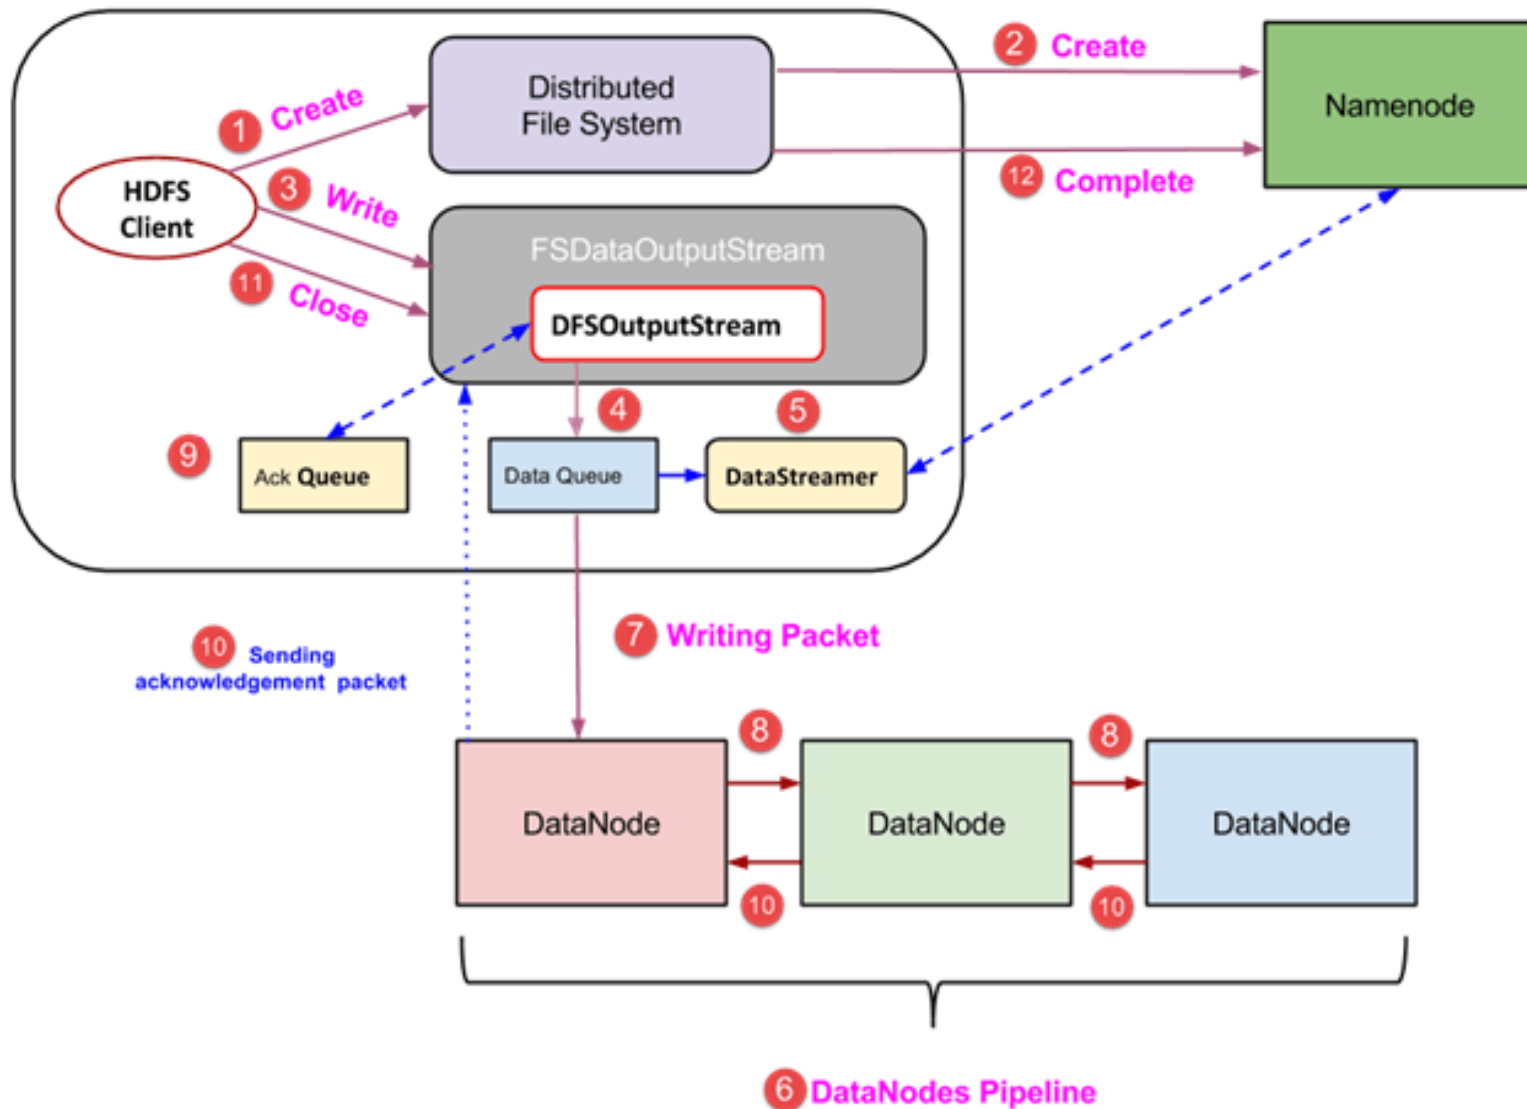 2 Create
Distributed
File System
Namenode
1 Create
12 Complete
HDFS
Client
3 Write
FSDataOutputStream
11 Close
DFSOutputStream
4
5
9
Ack Queue
Data Queue
DataStreamer
7 Writing Packet
10 Sending
acknowledgement packet
8
8
DataNode
DataNode
DataNode
10
10
6 DataNodes Pipeline